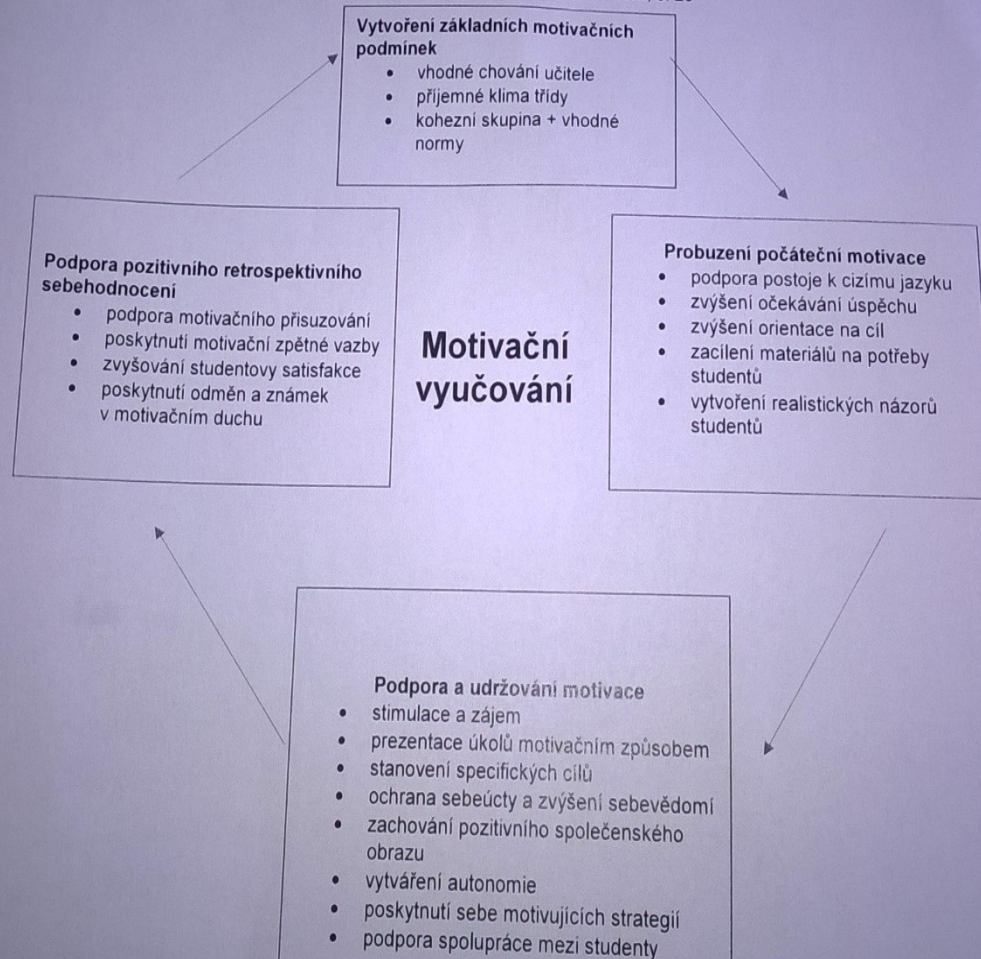 Vytvoření základních motivačních
podmínek
• vhodné chování učitele
• příjemné klima třídy
• kohezní skupina + vhodné
normy
Podpora pozitivního retrospektivního
sebehodnocení
• podpora motivačního přisuzování
• poskytnutí motivační zpětné vazby
• zvyšování studentovy satisfakce
• poskytnutí odměn a známek
v motivačním duchu
Motivační
vyučování
Probuzení počáteční motivace
• podpora postoje k cizímu jazyku
• zvýšení očekávání úspěchu
• zvýšení orientace na cíl
• zacílení materiálů na potřeby
studentů
• vytvoření realistických názorů
studentů
Podpora a udržování motivace
• stimulace a zájem
• prezentace úkolů motivačním způsobem
• stanovení specifických cílů
• ochrana sebeúcty a zvýšení sebevědomí
• zachování pozitivního společenského
obrazu
• vytváření autonomie
• poskytnutí sebe motivujících strategií
• podpora spolupráce mezi studenty